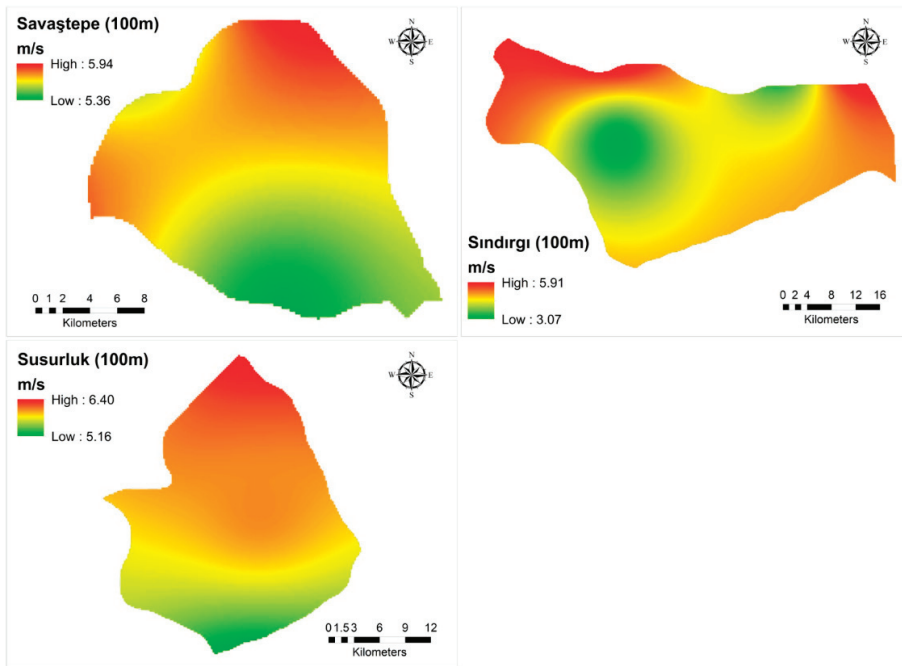 Savaştepe (100m)
m/s
High : 5.94
Low : 5.36
N
W E
S
0 1 2 4 6 8
Kilometers
N
W E
S
Sındırgı (100m)
m/s
High : 5.91
Low : 3.07
0 2 4 8 12 16
Kilometers
Susurluk (100m)
m/s
High : 6.40
Low : 5.16
N
W E
S
0 1.5 3 6 9 12
Kilometers